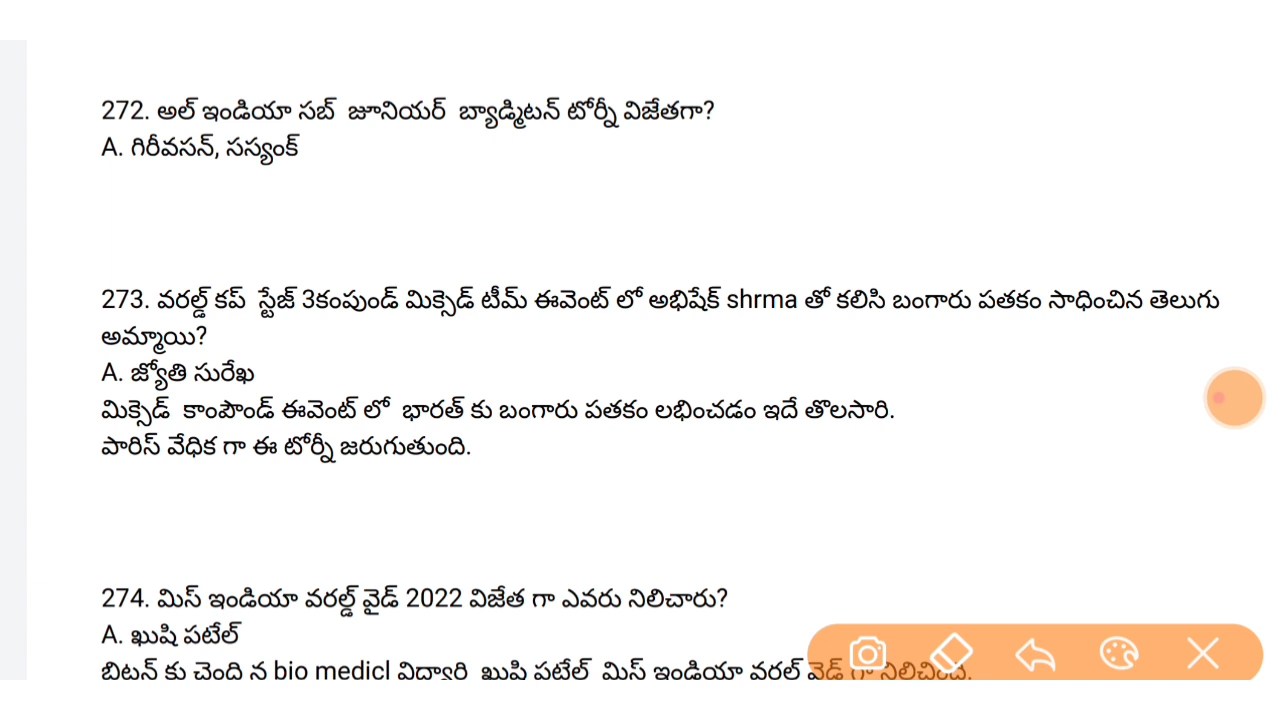 272. అల్ ఇండియా సబ్ జూనియర్ బ్యాడ్మిటన్ టోర్నీ విజేతగా?
A. గిరీవసన్, సస్యంక్
273. వరల్డ్ కప్ స్టేజ్ 3కంపుండ్ మిక్సెడ్ టీమ్ ఈవెంట్ లో అభిషేక్ shrma తో కలిసి బంగారు పతకం సాధించిన తెలుగు
అమ్మాయి?
A. జ్యోతి సురేఖ
మిక్సెడ్ కాంపౌండ్ ఈవెంట్ లో భారత్ కు బంగారు పతకం లభించడం ఇదే తొలసారి.
పారిస్ వేధిక గా ఈ టోర్నీ జరుగుతుంది.
274. మిస్ ఇండియా వరల్డ్ వైడ్ 2022 విజేత గా ఎవరు నిలిచారు?
A. ఖుషి పటేల్
బిటన్ కు చెంది న bio medicl విద్యారి ఖుషి పటేల్ మిస్ ఇండియా వరల్ వైడ్ గా నిలిచింది.